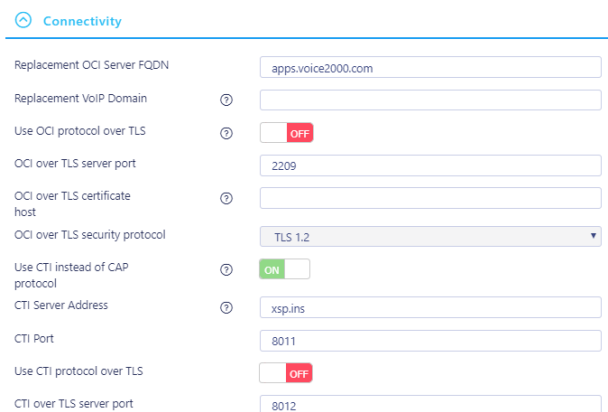 Connectivity
Replacement OCI Server FQDN
apps.voice2000.com
Replacement VoIP Domain
?
Use OCI protocol over TLS
?
OFF
OCI over TLS server port
2209
OCI over TLS certificate
host
?
OCI over TLS security protocol
TLS 1.2
Use CTI instead of CAP
protocol
?
ON
CTI Server Address
?
xsp.ins
CTI Port
8011
Use CTI protocol over TLS
OFF
CTI over TLS server port
8012